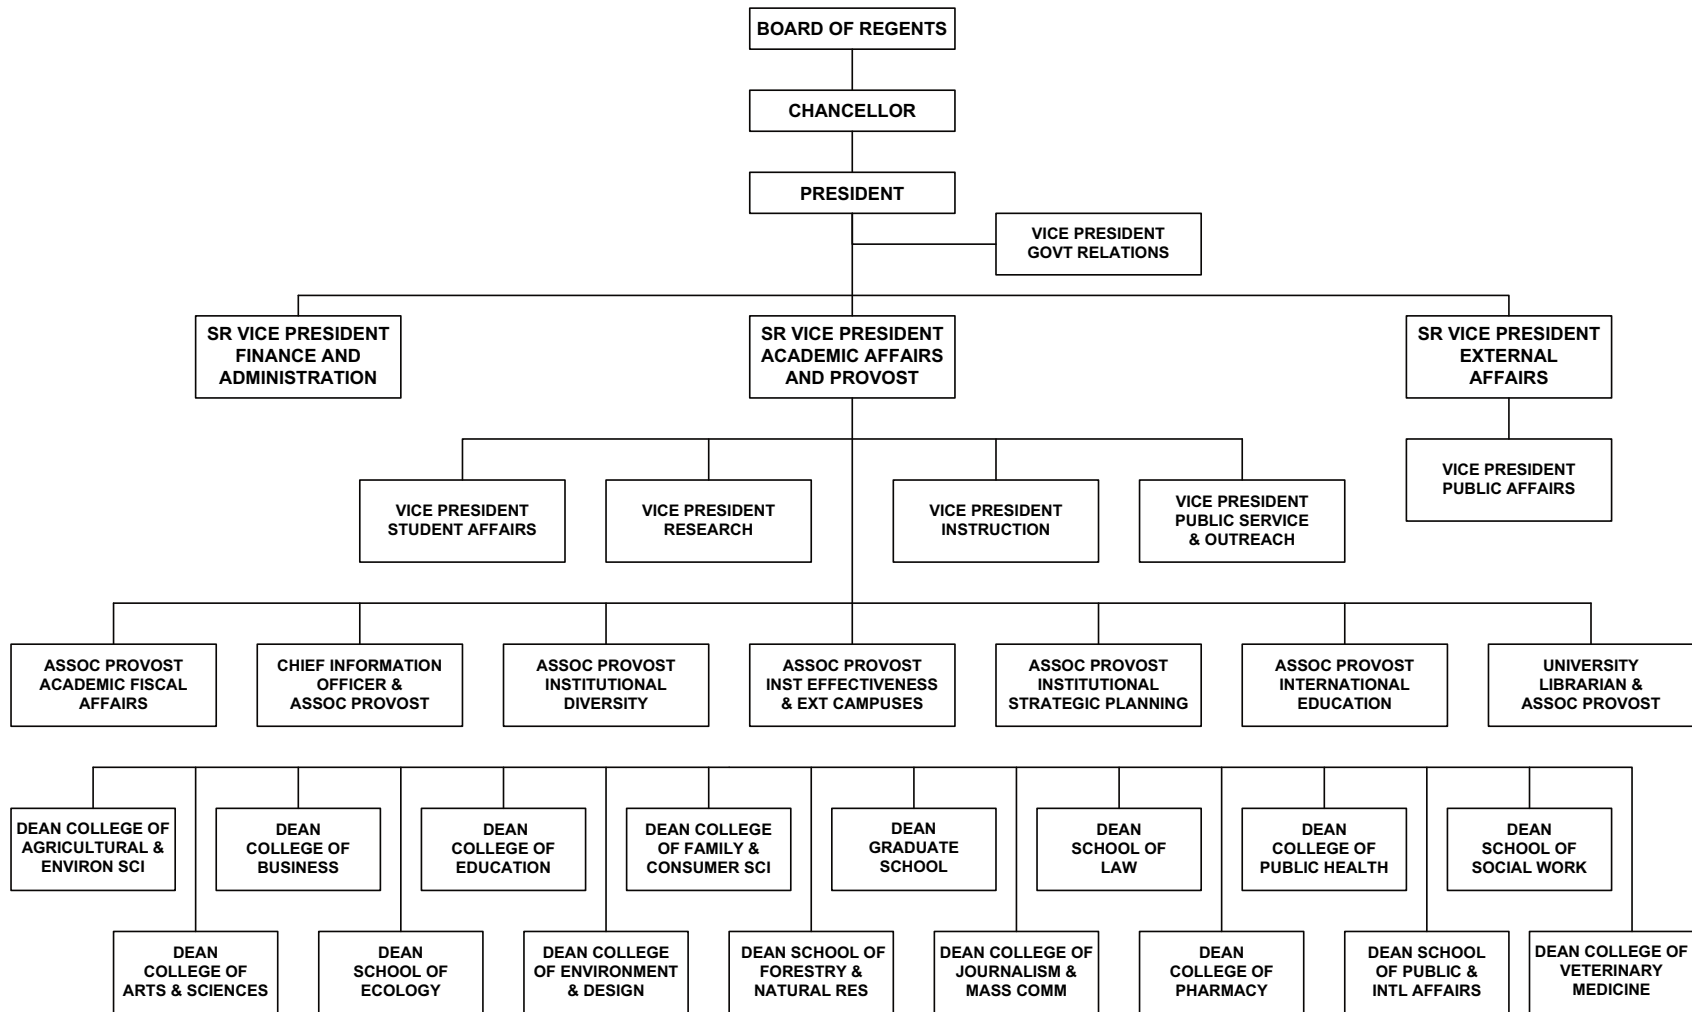 BOARD OF REGENTS
CHANCELLOR
PRESIDENT
VICE PRESIDENT
GOVT RELATIONS
SR VICE PRESIDENT
FINANCE AND
ADMINISTRATION
SR VICE PRESIDENT
ACADEMIC AFFAIRS
AND PROVOST
SR VICE PRESIDENT
EXTERNAL
AFFAIRS
VICE PRESIDENT
STUDENT AFFAIRS
VICE PRESIDENT
RESEARCH
VICE PRESIDENT
INSTRUCTION
VICE PRESIDENT
PUBLIC SERVICE
& OUTREACH
VICE PRESIDENT
PUBLIC AFFAIRS
ASSOC PROVOST
ACADEMIC FISCAL
AFFAIRS
CHIEF INFORMATION
OFFICER &
ASSOC PROVOST
ASSOC PROVOST
INSTITUTIONAL
DIVERSITY
ASSOC PROVOST
INST EFFECTIVENESS
& EXT CAMPUSES
ASSOC PROVOST
INSTITUTIONAL
STRATEGIC PLANNING
ASSOC PROVOST
INTERNATIONAL
EDUCATION
UNIVERSITY
LIBRARIAN &
ASSOC PROVOST
DEAN COLLEGE OF
AGRICULTURAL &
ENVIRON SCI
DEAN
COLLEGE OF
BUSINESS
DEAN
COLLEGE OF
EDUCATION
DEAN COLLEGE
OF FAMILY &
CONSUMER SCI
DEAN
GRADUATE
SCHOOL
DEAN
SCHOOL OF
LAW
DEAN
COLLEGE OF
PUBLIC HEALTH
DEAN
SCHOOL OF
SOCIAL WORK
DEAN
COLLEGE OF
ARTS & SCIENCES
DEAN
SCHOOL OF
ECOLOGY
DEAN COLLEGE
OF ENVIRONMENT
& DESIGN
DEAN SCHOOL OF
FORESTRY &
NATURAL RES
DEAN COLLEGE OF
JOURNALISM &
MASS COMM
DEAN
COLLEGE OF
PHARMACY
DEAN SCHOOL
OF PUBLIC &
INTL AFFAIRS
DEAN COLLEGE OF
VETERINARY
MEDICINE